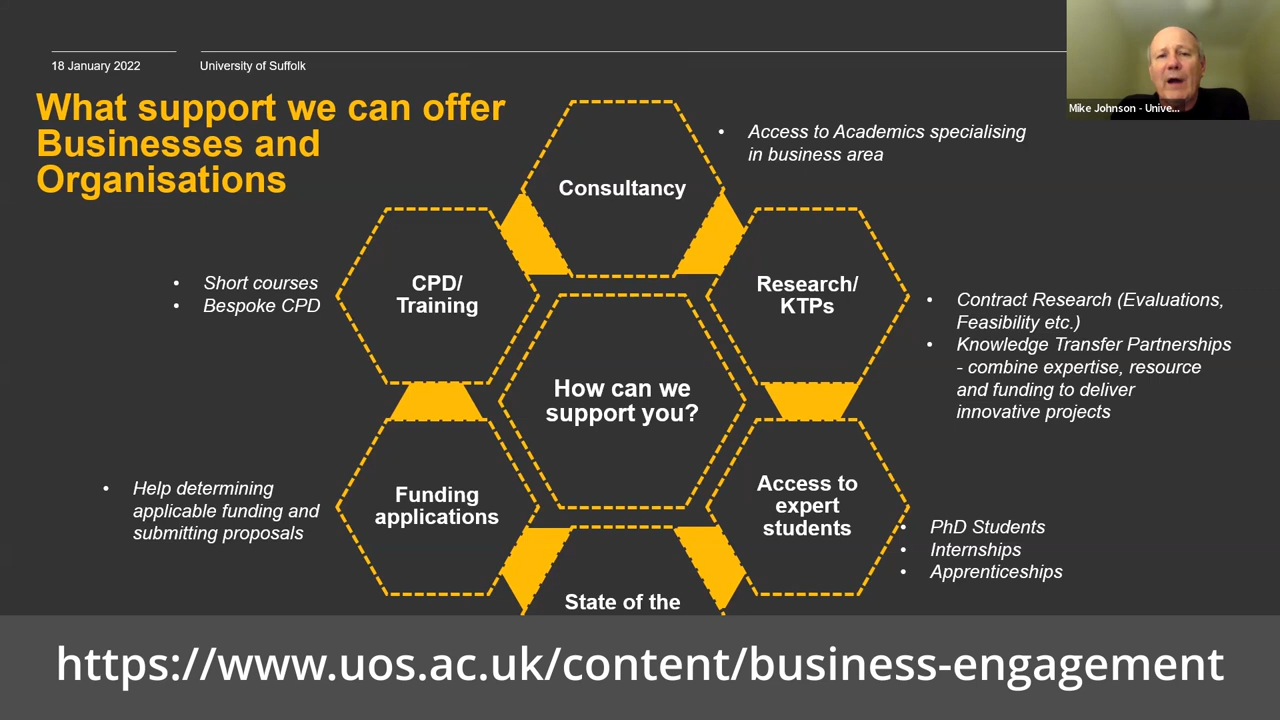 18 January 2022
University of Suffolk
Mike Johnson - Unive...
What support we can offer
Businesses and
Organisations
Consultancy
• Access to Academics specialising
in business area
CPD/
Training
• Short courses
• Bespoke CPD
Research/
KTPs
• Contract Research (Evaluations,
Feasibility etc.)
• Knowledge Transfer Partnerships
- combine expertise, resource
and funding to deliver
innovative projects
How can we
support you?
Funding
applications
• Help determining
applicable funding and
submitting proposals
Access to
expert
students
• PhD Students
• Internships
• Apprenticeships
State of the
https://www.uos.ac.uk/content/business-engagement